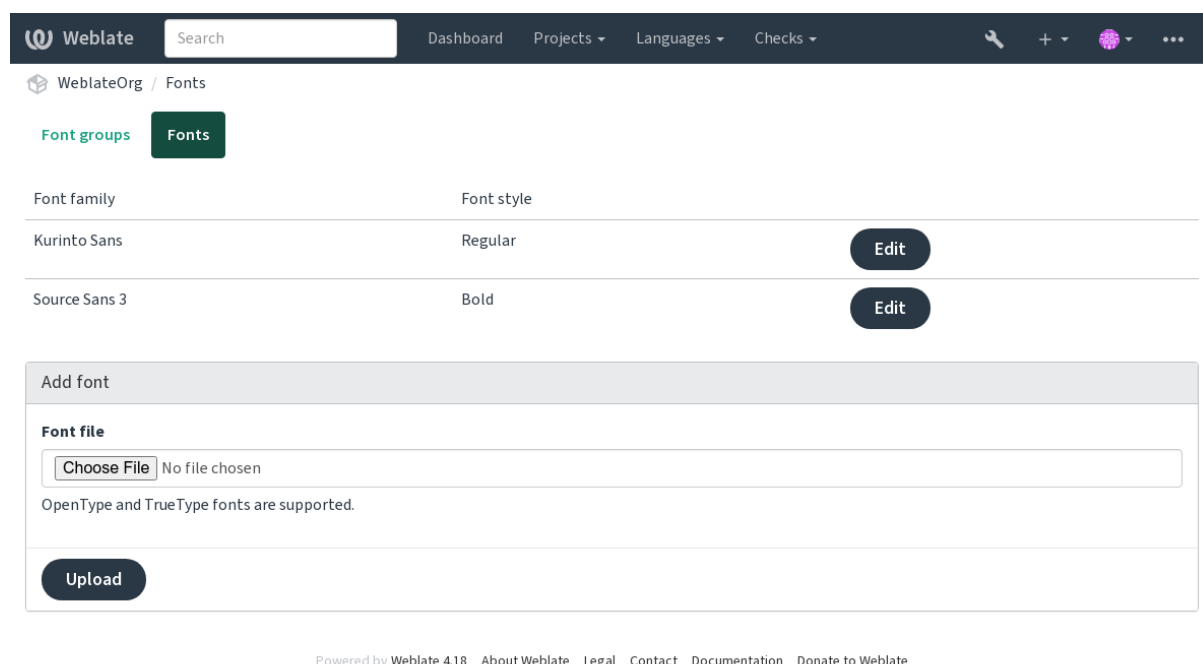 Weblate Search Dashboard Projects Languages Checks
WeblateOrg / Fonts
Font groups Fonts
Font family Font style
Kurinto Sans Regular Edit
Source Sans 3 Bold Edit
Add font
Font file
Choose File No file chosen
OpenType and TrueType fonts are supported.
Upload
Powered by Weblate 4.18 About Weblate Legal Contact Documentation Donate to Weblate